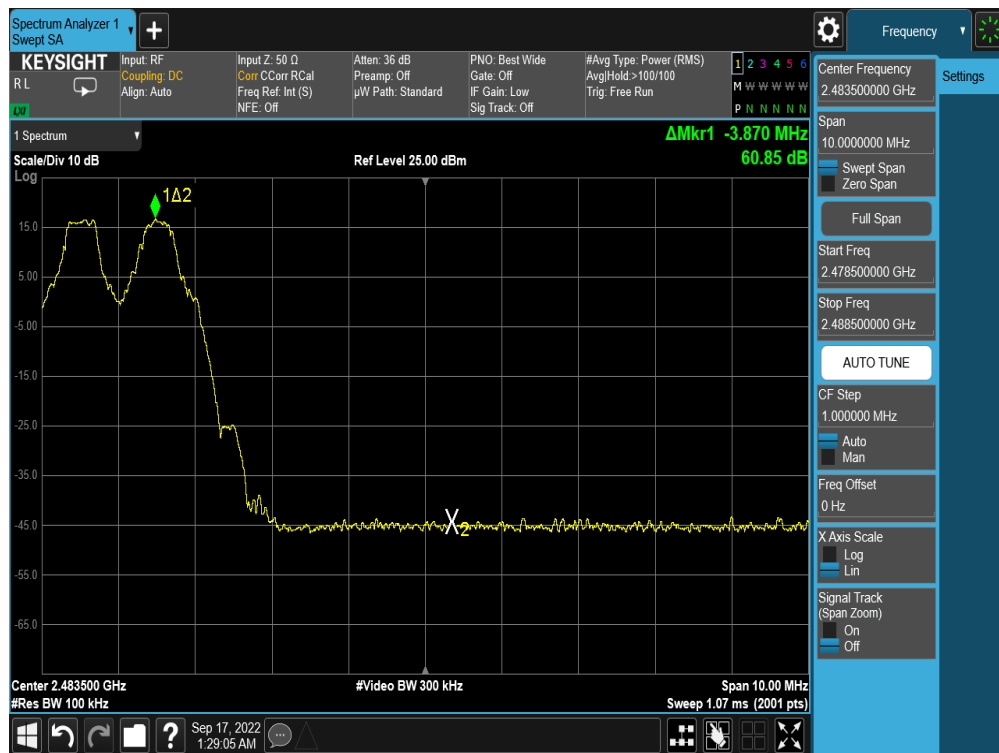 Spectrum Analyzer 1
Swept SA
Frequency
KEYSIGHT
R L
LXI
Input: RF
Coupling: DC
Align: Auto
Input Z: 50 Ω
Corr CCorr RCal
Freq Ref: Int (S)
NFE: Off
Atten: 36 dB
Preamp: Off
µW Path: Standard
PNO: Best Wide
Gate: Off
IF Gain: Low
Sig Track: Off
#Avg Type: Power (RMS)
Avg|Hold:>100/100
Trig: Free Run
1 2 3 4 5 6
M W W W W W
P N N N N N
1 Spectrum
ΔMkr1 -3.870 MHz
60.85 dB
Scale/Div 10 dB
Ref Level 25.00 dBm
Log
1Δ2
15.0
5.00
-5.00
-15.0
-25.0
-35.0
-45.0
-55.0
-65.0
X2
Center 2.483500 GHz
#Video BW 300 kHz
Span 10.00 MHz
#Res BW 100 kHz
Sweep 1.07 ms (2001 pts)
Center Frequency
2.483500000 GHz
Span
10.0000000 MHz
Swept Span
Zero Span
Full Span
Start Freq
2.478500000 GHz
Stop Freq
2.488500000 GHz
AUTO TUNE
CF Step
1.000000 MHz
Auto
Man
Freq Offset
0 Hz
X Axis Scale
Log
Lin
Signal Track
(Span Zoom)
On
Off
Settings
Sep 17, 2022
1:29:05 AM